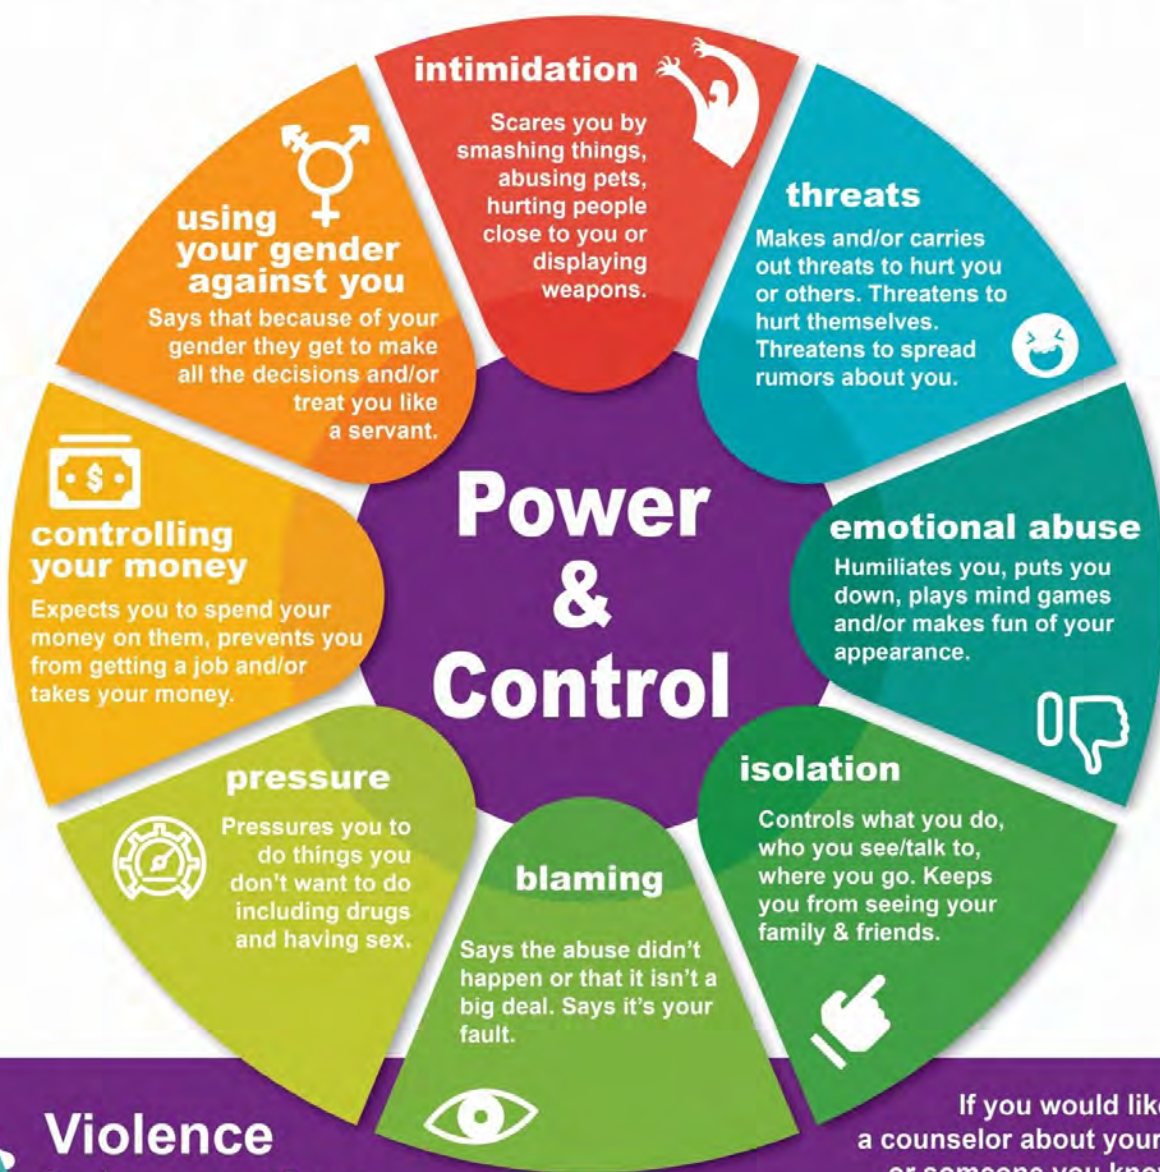 intimidation
Scares you by
smashing things,
abusing pets,
hurting people
close to you or
displaying
weapons.
threats
Makes and/or carries
out threats to hurt you
or others. Threatens to
hurt themselves.
Threatens to spread
rumors about you.
emotional abuse
Humiliates you, puts you
down, plays mind games
and/or makes fun of your
appearance.
isolation
Controls what you do,
who you see/talk to,
where you go. Keeps
you from seeing your
family & friends.
blaming
Says the abuse didn't
happen or that it isn't a
big deal. Says it's your
fault.
pressure
Pressures you to
do things you
don't want to do
including drugs
and having sex.
controlling
your money
$
Expects you to spend your
money on them, prevents you
from getting a job and/or
takes your money.
using
your gender
against you
Says that because of your
gender they get to make
all the decisions and/or
treat you like
a servant.
Power
&
Control
Violence
If you would like
a counselor about your
or someone you know